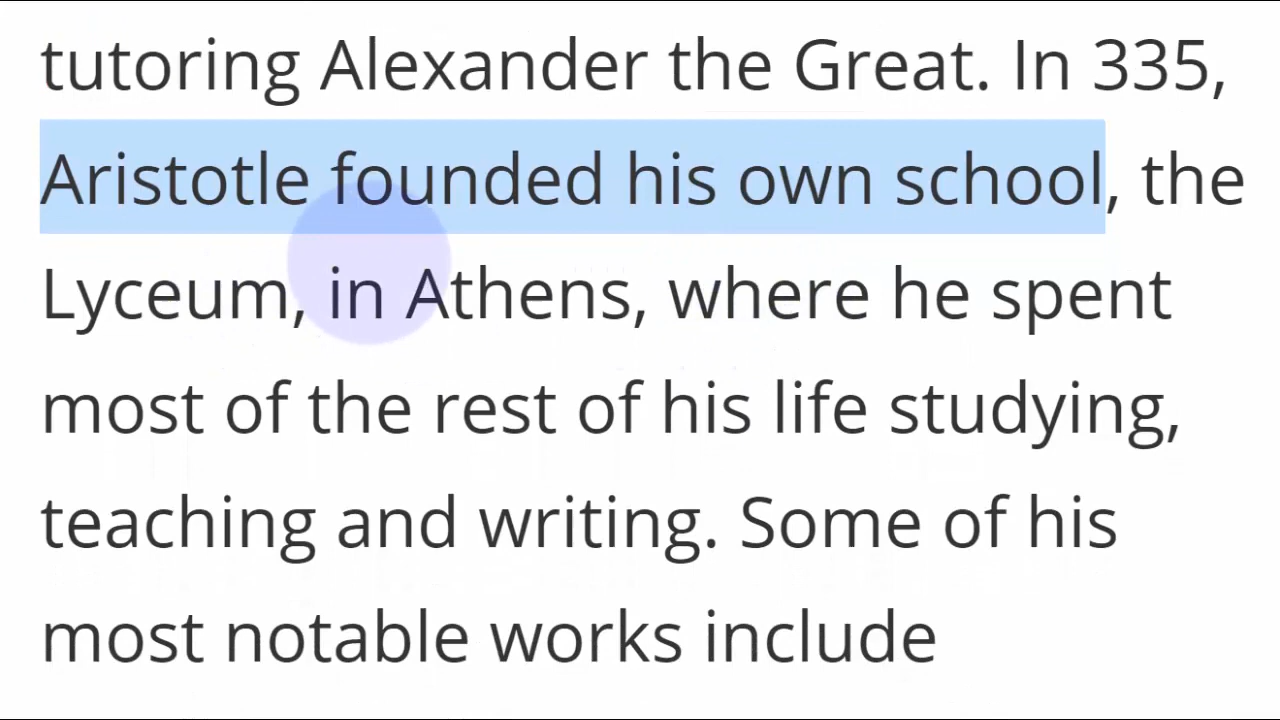 tutoring Alexander the Great. In 335,
Aristotle founded his own school, the
Lyceum, in Athens, where he spent
most of the rest of his life studying,
teaching and writing. Some of his
most notable works include